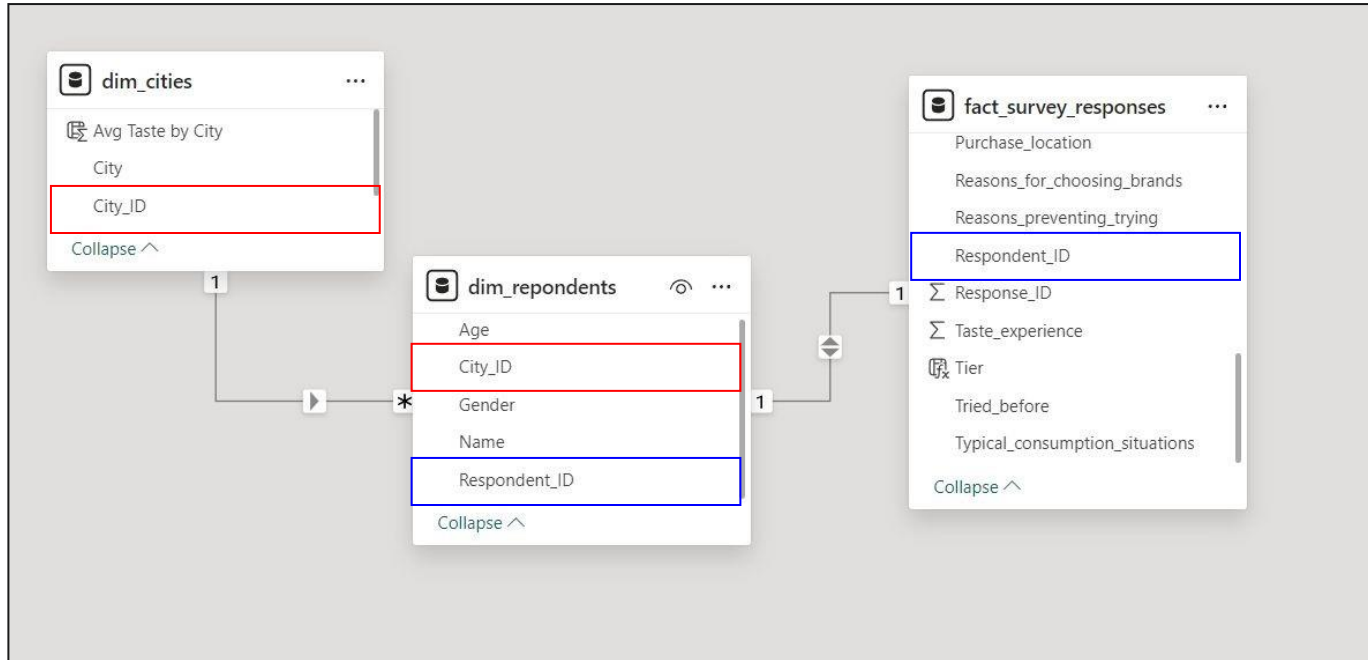 dim_cities
Avg Taste by City
City
City_ID
Collapse
1
dim_repondents
Age
City_ID
Gender
Name
Respondent_ID
Collapse
*
1
fact_survey_responses
Purchase_location
Reasons_for_choosing_brands
Reasons_preventing_trying
Respondent_ID
Response_ID
Taste_experience
Tier
Tried_before
Typical_consumption_situations
Collapse
1